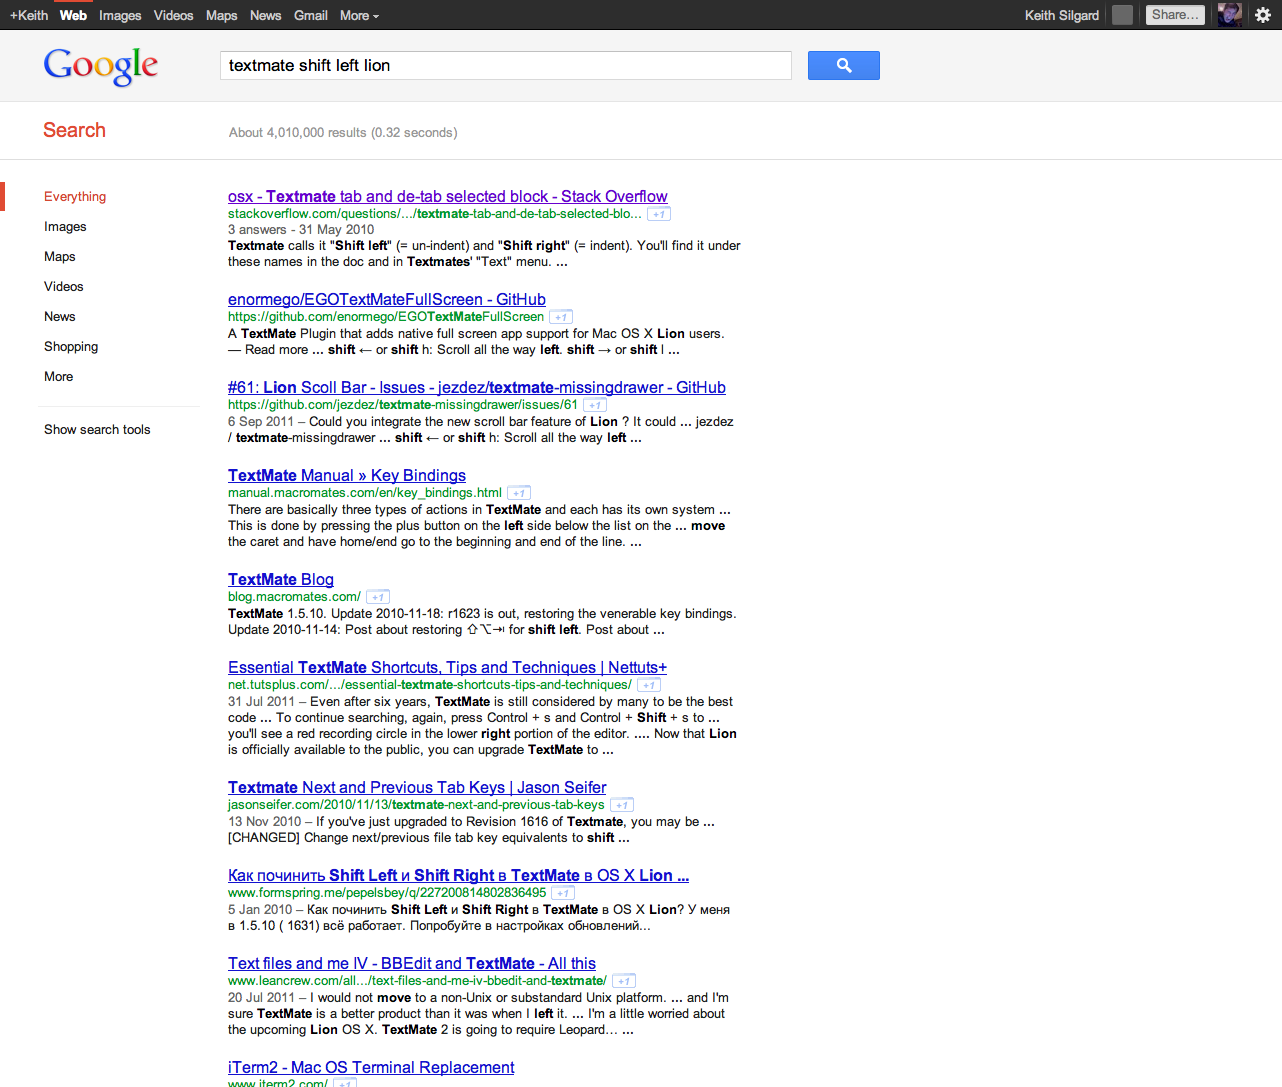 +Keith Web Images Videos Maps News Gmail More
Keith Silgard Share...
Google
textmate shift left lion
Search
About 4,010,000 results (0.32 seconds)
Everything
Images
Maps
Videos
News
Shopping
More
Show search tools
osx - Textmate tab and de-tab selected block - Stack Overflow
stackoverflow.com/questions/.../textmate-tab-and-de-tab-selected-blo... +1
3 answers - 31 May 2010
Textmate calls it "Shift left" (= un-indent) and "Shift right" (= indent). You'll find it under
these names in the doc and in Textmates' "Text" menu. ...
enormego/EGOTextMateFullScreen - GitHub
https://github.com/enormego/EGOTextMateFullScreen +1
A TextMate Plugin that adds native full screen app support for Mac OS X Lion users.
— Read more ... shift ← or shift h: Scroll all the way left. shift → or shift l ...
#61: Lion Scoll Bar - Issues - jezdez/textmate-missingdrawer - GitHub
https://github.com/jezdez/textmate-missingdrawer/issues/61 +1
6 Sep 2011 – Could you integrate the new scroll bar feature of Lion ? It could ... jezdez
/ textmate-missingdrawer ... shift ← or shift h: Scroll all the way left ...
TextMate Manual » Key Bindings
manual.macromates.com/en/key_bindings.html +1
There are basically three types of actions in TextMate and each has its own system ...
This is done by pressing the plus button on the left side below the list on the ... move
the caret and have home/end go to the beginning and end of the line. ...
TextMate Blog
blog.macromates.com/ +1
TextMate 1.5.10. Update 2010-11-18: r1623 is out, restoring the venerable key bindings.
Update 2010-11-14: Post about restoring ⇧⌥⇥ for shift left. Post about ...
Essential TextMate Shortcuts, Tips and Techniques | Nettuts+
net.tutsplus.com/.../essential-textmate-shortcuts-tips-and-techniques/ +1
31 Jul 2011 – Even after six years, TextMate is still considered by many to be the best
code ... To continue searching, again, press Control + s and Control + Shift + s to ...
you'll see a red recording circle in the lower right portion of the editor. .... Now that Lion
is officially available to the public, you can upgrade TextMate to ...
Textmate Next and Previous Tab Keys | Jason Seifer
jasonseifer.com/2010/11/13/textmate-next-and-previous-tab-keys +1
13 Nov 2010 – If you've just upgraded to Revision 1616 of Textmate, you may be ...
[CHANGED] Change next/previous file tab key equivalents to shift ...
Как починить Shift Left и Shift Right в TextMate в OS X Lion ...
www.formspring.me/pepelsbey/q/227200814802836495 +1
5 Jan 2010 – Как починить Shift Left и Shift Right в TextMate в OS X Lion? У меня
в 1.5.10 ( 1631) всё работает. Попробуйте в настройках обновлений...
Text files and me IV - BBEdit and TextMate - All this
www.leancrew.com/all.../text-files-and-me-iv-bbedit-and-textmate/ +1
20 Jul 2011 – I would not move to a non-Unix or substandard Unix platform. ... and I'm
sure TextMate is a better product than it was when I left it. ... I'm a little worried about
the upcoming Lion OS X. TextMate 2 is going to require Leopard… ...
iTerm2 - Mac OS Terminal Replacement
www.iterm2.com/ +1